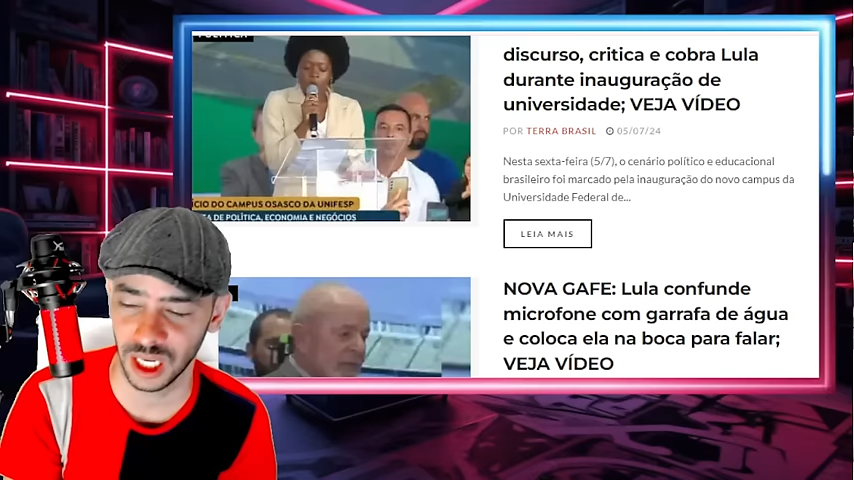 POLÍTICA
discurso, critica e cobra Lula
durante inauguração de
universidade; VEJA VÍDEO
POR TERRA BRASIL 05/07/24
Nesta sexta-feira (5/7), o cenário político e educacional
brasileiro foi marcado pela inauguração do novo campus da
Universidade Federal de...
LEIA MAIS
ÍCIO DO CAMPUS OSASCO DA UNIFESP
TA DE POLÍTICA, ECONOMIA E NEGÓCIOS
NOVA GAFE: Lula confunde
microfone com garrafa de água
e coloca ela na boca para falar;
VEJA VÍDEO